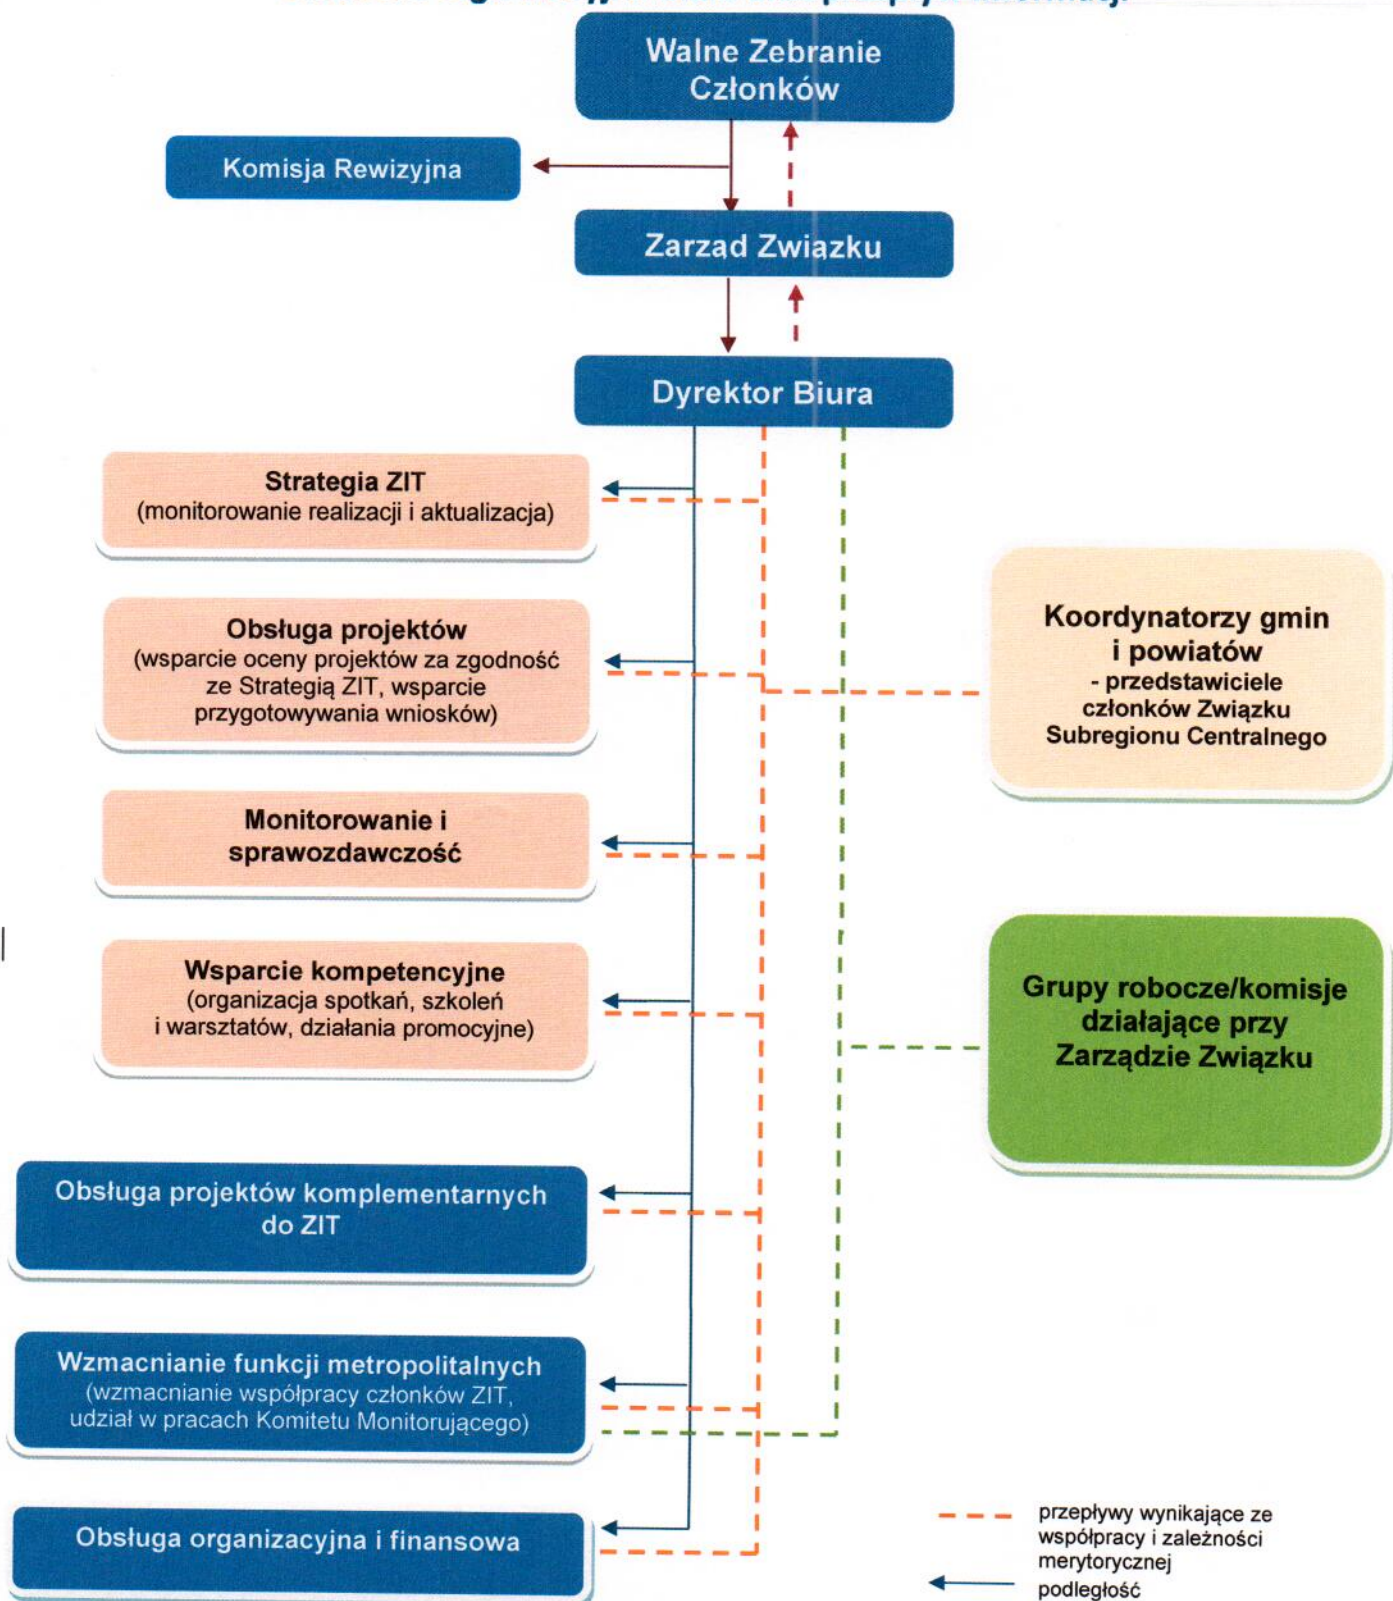 Walne Zebranie
Członków
Komisja Rewizyjna
Zarząd Związku
Dyrektor Biura
Strategia ZIT
(monitorowanie realizacji i aktualizacja)
Obsługa projektów
(wsparcie oceny projektów za zgodność
ze Strategią ZIT, wsparcie
przygotowywania wniosków)
Koordynatorzy gmin
i powiatów
- przedstawiciele
członków Związku
Subregionu Centralnego
Monitorowanie i
sprawozdawczość
Wsparcie kompetencyjne
(organizacja spotkań, szkoleń
i warsztatów, działania promocyjne)
Grupy robocze/komisje
działające przy
Zarządzie Związku
Obsługa projektów komplementarnych
do ZIT
Wzmacnianie funkcji metropolitalnych
(wzmacnianie współpracy członków ZIT,
udział w pracach Komitetu Monitorującego)
Obsługa organizacyjna i finansowa
przepływy wynikające ze
współpracy i zależności
merytorycznej
podległość